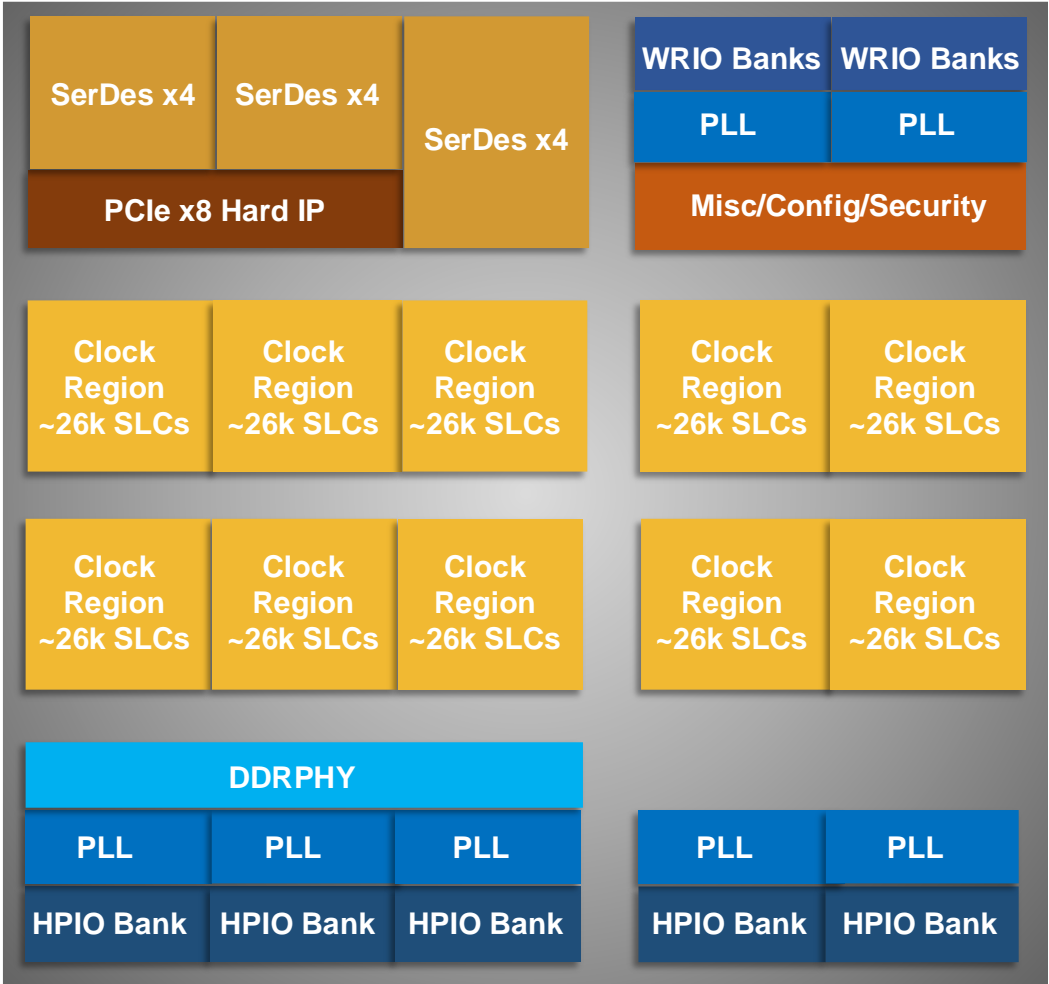 SerDes x4
SerDes x4
SerDes x4
PCIe x8 Hard IP
WRIO Banks
WRIO Banks
PLL
PLL
Misc/Config/Security
Clock
Region
~26k SLCs
Clock
Region
~26k SLCs
Clock
Region
~26k SLCs
Clock
Region
~26k SLCs
Clock
Region
~26k SLCs
Clock
Region
~26k SLCs
Clock
Region
~26k SLCs
Clock
Region
~26k SLCs
Clock
Region
~26k SLCs
Clock
Region
~26k SLCs
DDRPHY
PLL
PLL
PLL
PLL
PLL
HPIO Bank
HPIO Bank
HPIO Bank
HPIO Bank
HPIO Bank